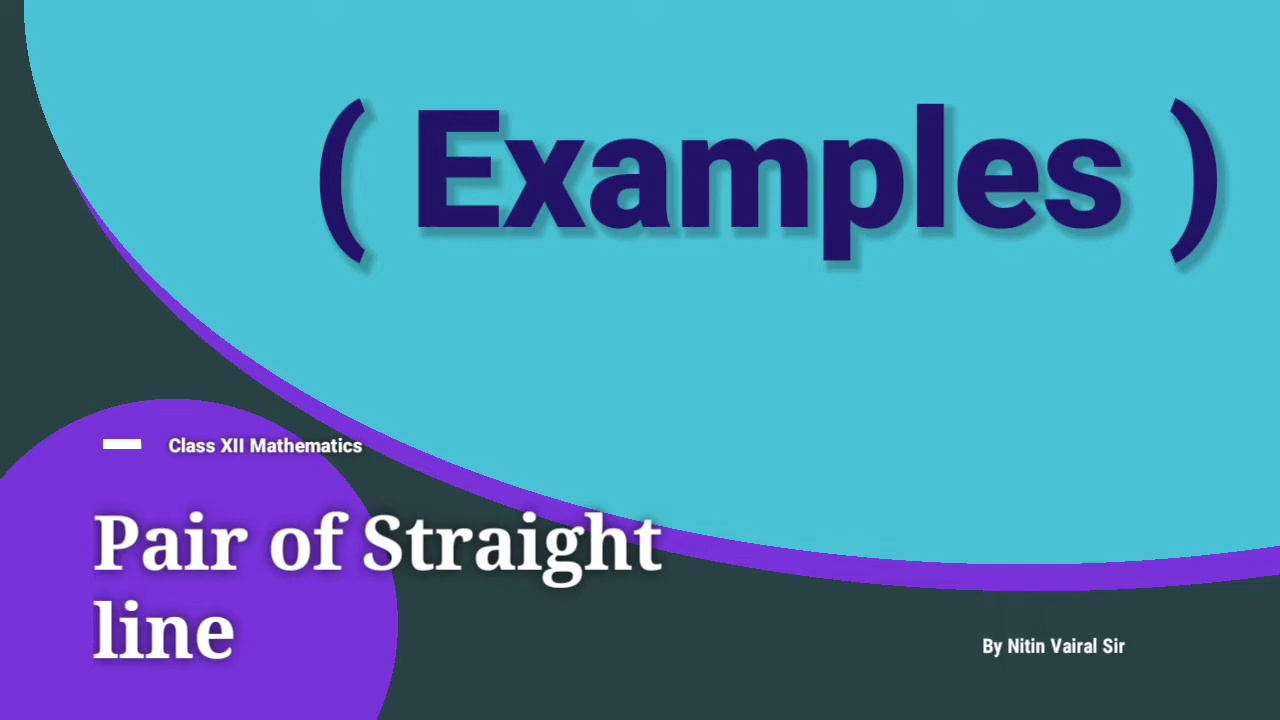 ( Examples )
Class XII Mathematics
Pair of Straight
line
By Nitin Vairal Sir